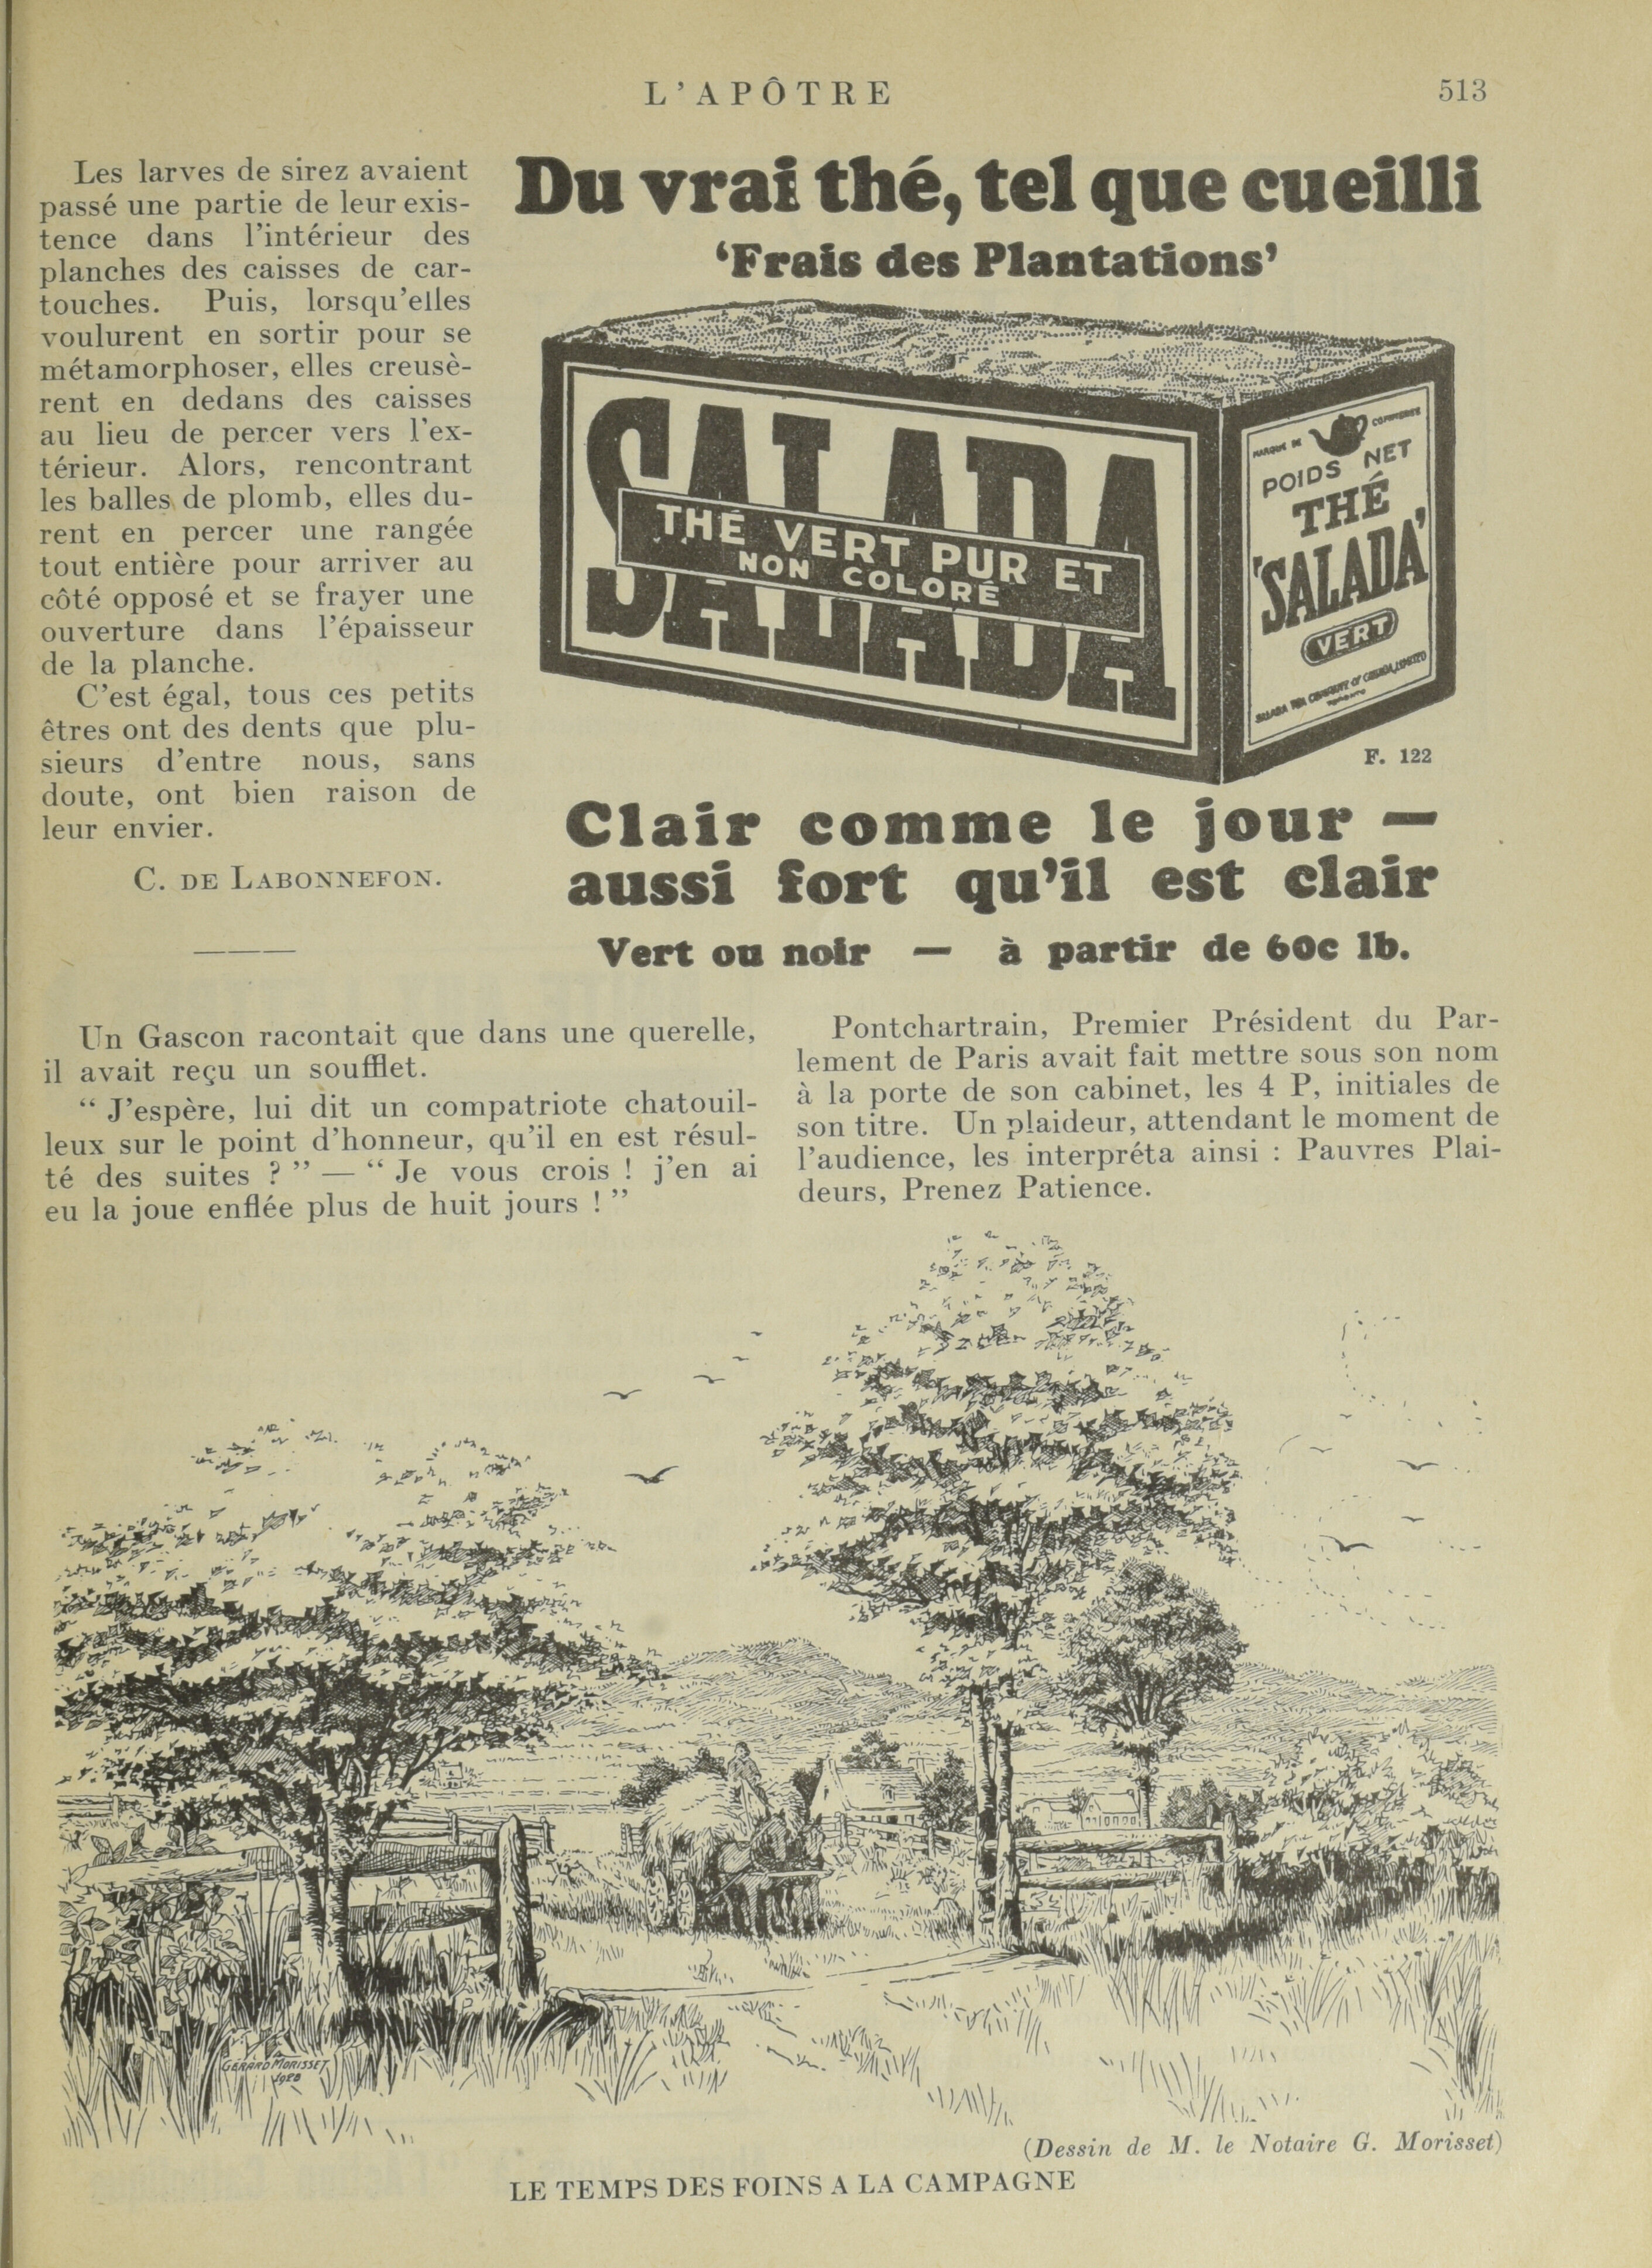 L'APÔTRE
513
Les larves de sirez avaient
passé une partie de leur exis-
tence dans l'intérieur des
planches des caisses de car-
touches. Puis, lorsqu'elles
voulurent en sortir pour se
métamorphoser, elles creusè-
rent en dedans des caisses
au lieu de percer vers l'ex-
térieur. Alors, rencontrant
les balles de plomb, elles du-
rent en percer une rangée
tout entière pour arriver au
côté opposé et se frayer une
ouverture dans l'épaisseur
de la planche.
C'est égal, tous ces petits
êtres ont des dents que plu-
sieurs d'entre nous, sans
doute, ont bien raison de
leur envier.
C. DE LABONNEFON.
Du vrai thé, tel que cueilli
'Frais des Plantations'
SALADA
THÉ VERT PUR ET
NON COLORÉ
MARQUE DE COMMERCE
POIDS NET
THÉ
'SALADA'
VERT
SALADA TEA COMPANY OF CANADA, LIMITED
TORONTO
F. 122
Clair comme le jour —
aussi fort qu'il est clair
Vert ou noir — à partir de 60c lb.
Un Gascon racontait que dans une querelle,
il avait reçu un soufflet.
“ J'espère, lui dit un compatriote chatouil-
leux sur le point d'honneur, qu'il en est résul-
té des suites ? ” — “ Je vous crois ! j'en ai
eu la joue enflée plus de huit jours ! ”
Pontchartrain, Premier Président du Par-
lement de Paris avait fait mettre sous son nom
à la porte de son cabinet, les 4 P, initiales de
son titre. Un plaideur, attendant le moment de
l'audience, les interpréta ainsi : Pauvres Plai-
deurs, Prenez Patience.
GÉRARD MORISSET
1928
(Dessin de M. le Notaire G. Morisset)
LE TEMPS DES FOINS A LA CAMPAGNE